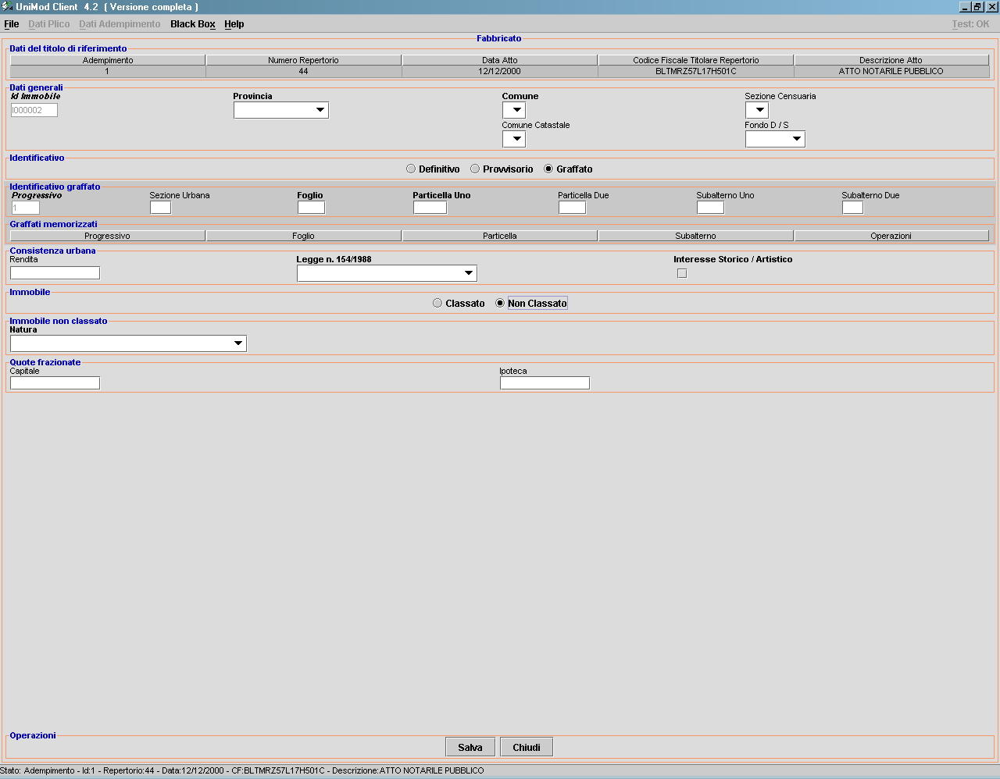 UniMod Client 4.2 ( Versione completa )
File Dati Plico Dati Adempimento Black Box Help Test: OK
Fabbricato
Dati del titolo di riferimento
Adempimento Numero Repertorio Data Atto Codice Fiscale Titolare Repertorio Descrizione Atto
1 44 12/12/2000 BLTMRZ57L17H501C ATTO NOTARILE PUBBLICO
Dati generali
Id Immobile Provincia Comune Sezione Censuaria
I000002
Comune Catastale Fondo D / S
Identificativo
Definitivo Provvisorio Graffato
Identificativo graffato
Progressivo Sezione Urbana Foglio Particella Uno Particella Due Subalterno Uno Subalterno Due
1
Graffati memorizzati
Progressivo Foglio Particella Subalterno Operazioni
Consistenza urbana
Rendita Legge n. 154/1988 Interesse Storico / Artistico
Immobile
Classato Non Classato
Immobile non classato
Natura
Quote frazionate
Capitale Ipoteca
Operazioni
Salva Chiudi
Stato: Adempimento - Id:1 - Repertorio:44 - Data:12/12/2000 - CF:BLTMRZ57L17H501C - Descrizione:ATTO NOTARILE PUBBLICO